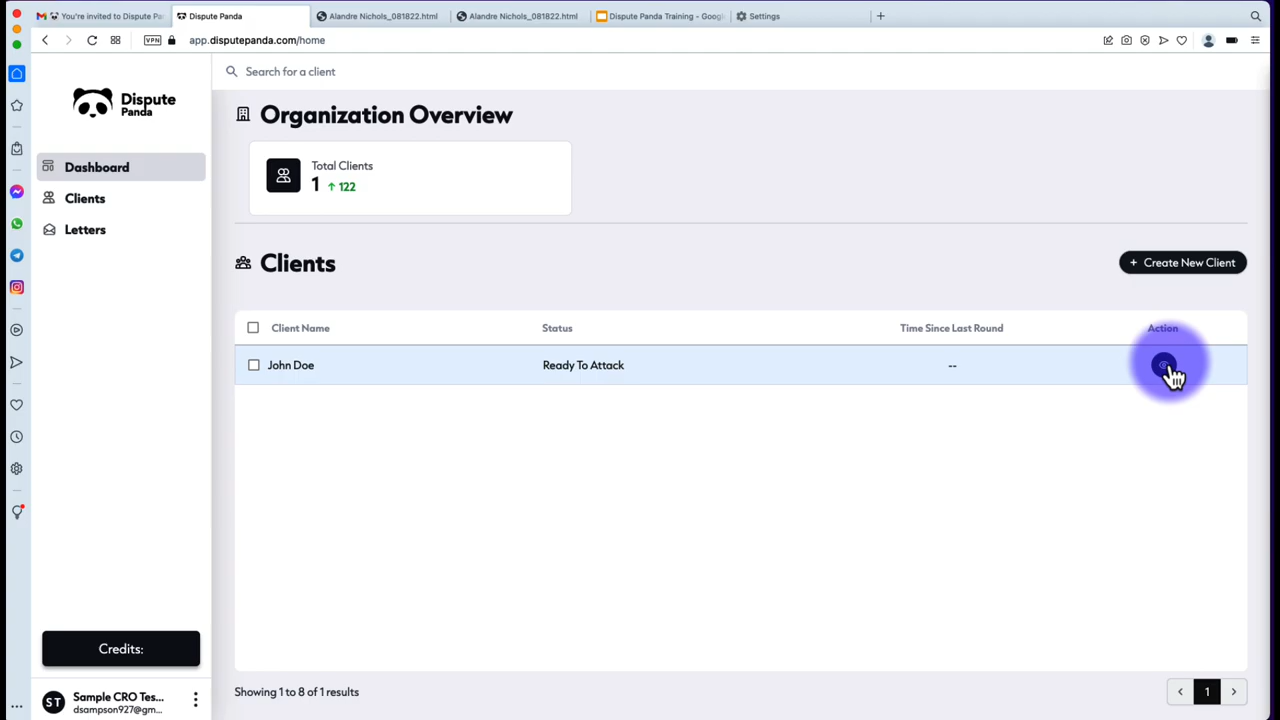 You're invited to Dispute Pa
Dispute Panda
Alandre Nichols_081822.html
Alandre Nichols_081822.html
Dispute Panda Training - Googl
Settings
VPN
app.disputepanda.com/home
Dispute
Panda
Search for a client
Organization Overview
Dashboard
Total Clients
1 ↑ 122
Clients
Letters
Clients
+ Create New Client
Client Name
Status
Time Since Last Round
Action
John Doe
Ready To Attack
--
Credits:
ST
Sample CRO Tes...
dsampson927@gm...
Showing 1 to 8 of 1 results
1